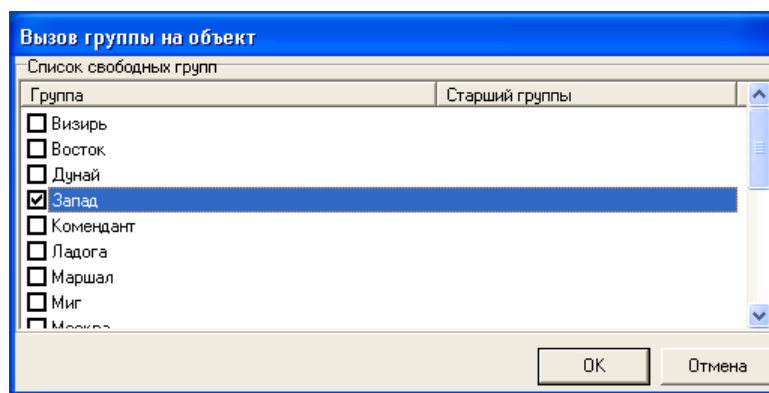 Вызов группы на объект
Список свободных групп
Группа Старший группы
Визирь
Восток
Дунай
Запад
Комендант
Ладога
Маршал
Миг
OK Отмена